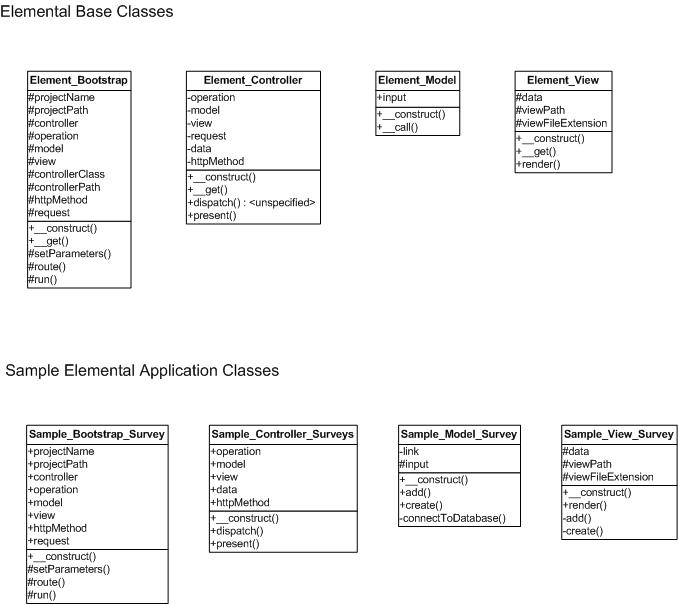 Elemental Base Classes
Element_Bootstrap
#projectName
#projectPath
#controller
#operation
#model
#view
#controllerClass
#controllerPath
#httpMethod
#request
+__construct()
+__get()
#setParameters()
#route()
#run()
Element_Controller
-operation
-model
-view
-request
-data
-httpMethod
+__construct()
+__get()
+dispatch() : <unspecified>
+present()
Element_Model
+input
+__construct()
+__call()
Element_View
#data
#viewPath
#viewFileExtension
+__construct()
+__get()
+render()
Sample Elemental Application Classes
Sample_Bootstrap_Survey
+projectName
+projectPath
+controller
+operation
+model
+view
+httpMethod
+request
+__construct()
#setParameters()
#route()
#run()
Sample_Controller_Surveys
+operation
+model
+view
+data
+httpMethod
+__construct()
+dispatch()
+present()
Sample_Model_Survey
-link
#input
+__construct()
+add()
+create()
-connectToDatabase()
Sample_View_Survey
#data
#viewPath
#viewFileExtension
+__construct()
+render()
-add()
-create()